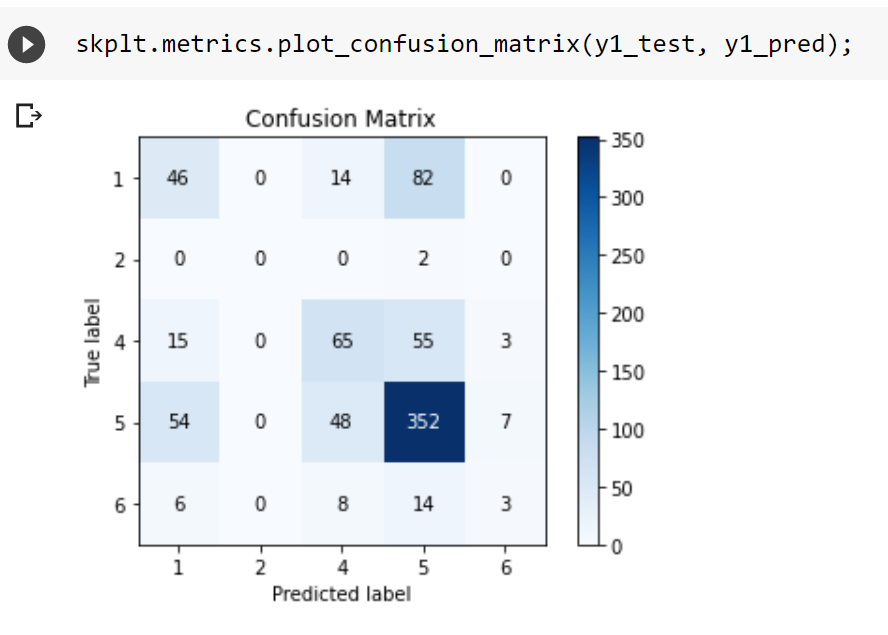 skplt.metrics.plot_confusion_matrix(y1_test, y1_pred);
Confusion Matrix
1 46 0 14 82 0
2 0 0 0 2 0
4 15 0 65 55 3
5 54 0 48 352 7
6 6 0 8 14 3
1 2 4 5 6
True label
Predicted label
350
300
250
200
150
100
50
0